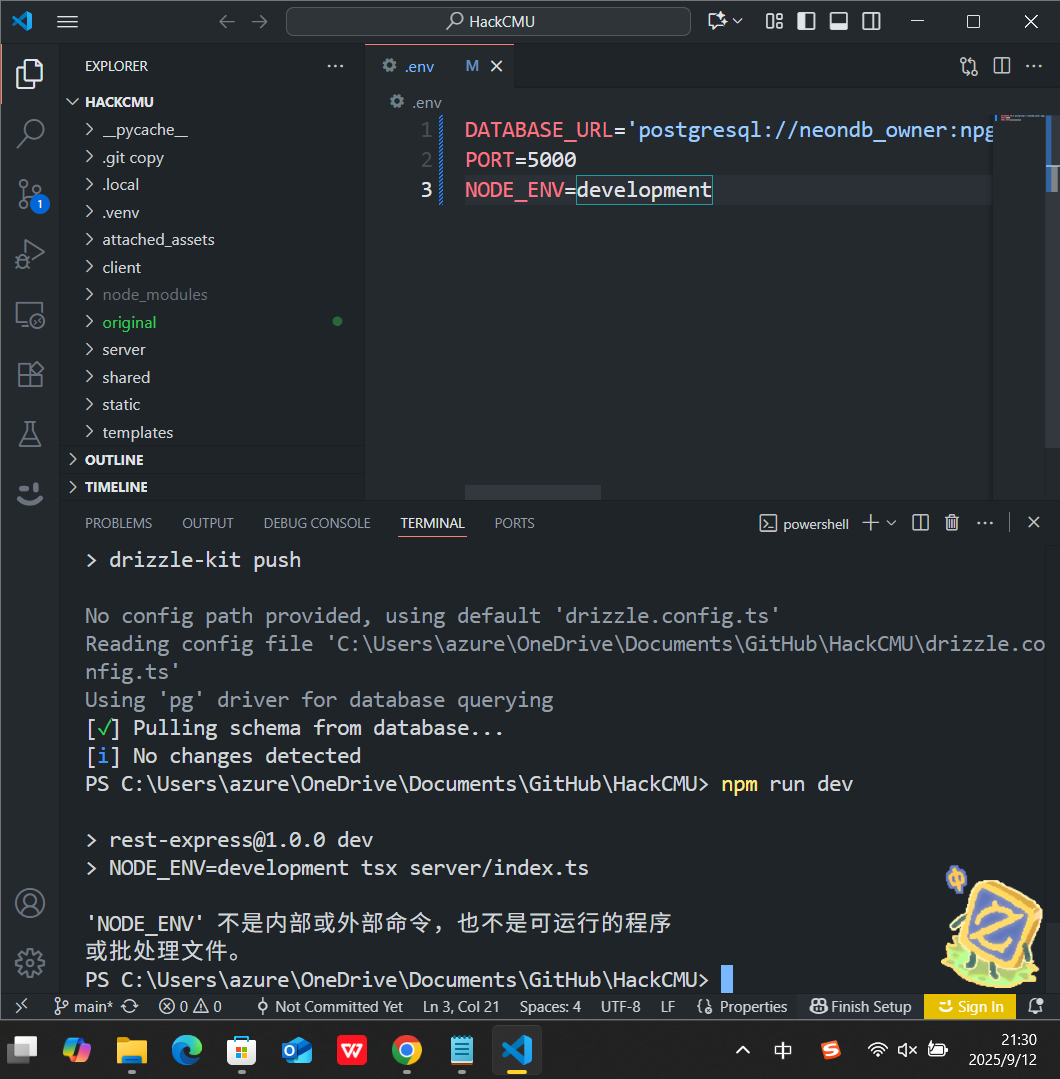 HackCMU
EXPLORER
HACKCMU
__pycache__
.git copy
.local
.venv
attached_assets
client
node_modules
original
server
shared
static
templates
OUTLINE
TIMELINE
1
.env M
.env
1 DATABASE_URL='postgresql://neondb_owner:npg
2 PORT=5000
3 NODE_ENV=development
PROBLEMS OUTPUT DEBUG CONSOLE TERMINAL PORTS
powershell
> drizzle-kit push
No config path provided, using default 'drizzle.config.ts'
Reading config file 'C:\Users\azure\OneDrive\Documents\GitHub\HackCMU\drizzle.co
nfig.ts'
Using 'pg' driver for database querying
[✓] Pulling schema from database...
[i] No changes detected
PS C:\Users\azure\OneDrive\Documents\GitHub\HackCMU> npm run dev
> rest-express@1.0.0 dev
> NODE_ENV=development tsx server/index.ts
'NODE_ENV' 不是内部或外部命令，也不是可运行的程序
或批处理文件。
PS C:\Users\azure\OneDrive\Documents\GitHub\HackCMU>
中
main* 0 0 Not Committed Yet Ln 3, Col 21 Spaces: 4 UTF-8 LF Properties Finish Setup Sign In
中 21:30
2025/9/12